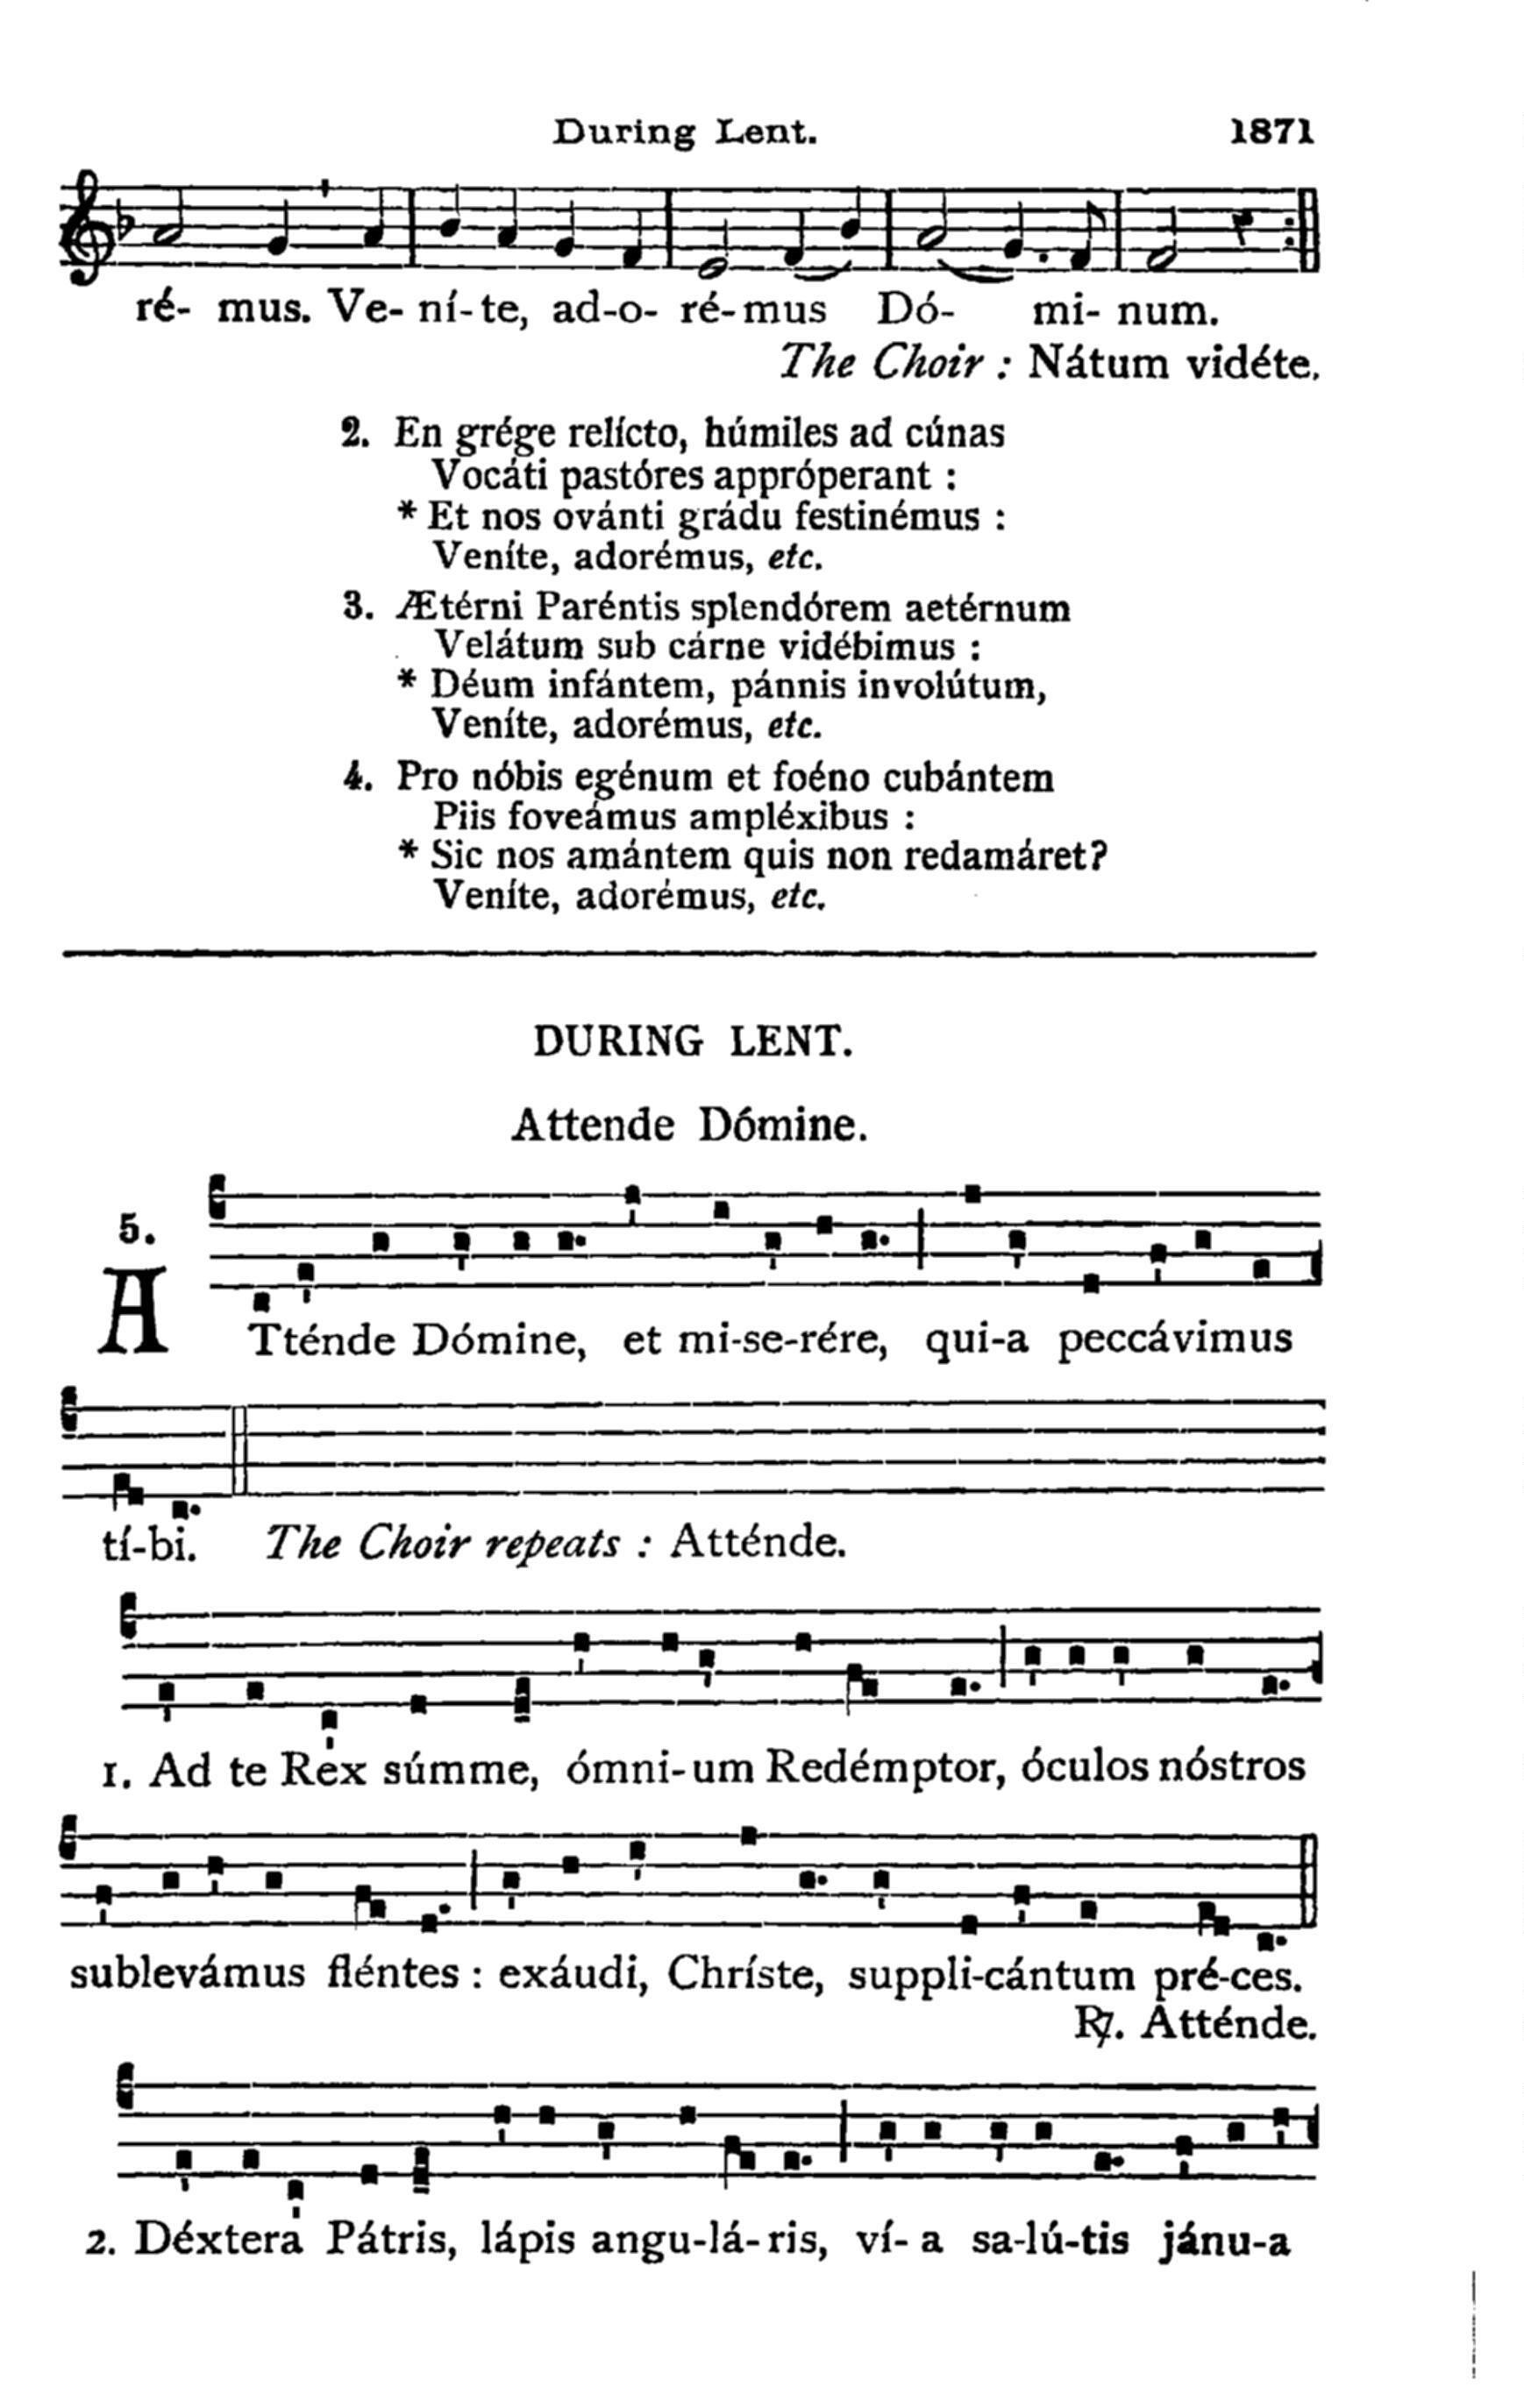 During Lent. 1871
ré- mus. Ve- ní-te, ad-o- ré-mus Dó- mi- num.
The Choir : Nátum vidéte.
2. En grége relícto, húmiles ad cúnas
Vocáti pastóres appróperant :
* Et nos ovánti grádu festinémus :
Veníte, adorémus, etc.
3. Ætérni Paréntis splendórem aetérnum
Velátum sub cárne vidébimus :
* Déum infántem, pánnis involútum,
Veníte, adorémus, etc.
4. Pro nóbis egénum et foéno cubántem
Piis foveámus ampléxibus :
* Sic nos amántem quis non redamáret?
Veníte, adorémus, etc.
DURING LENT.
Attende Dómine.
5.
ATténde Dómine, et mi-se-rére, qui-a peccávimus
tí-bi. The Choir repeats : Atténde.
1. Ad te Rex súmme, ómni-um Redémptor, óculos nóstros
sublevámus fléntes : exáudi, Chríste, suppli-cántum pré-ces.
℟. Atténde.
2. Déxtera Pátris, lápis angu-lá-ris, ví- a sa-lú-tis jánu-a